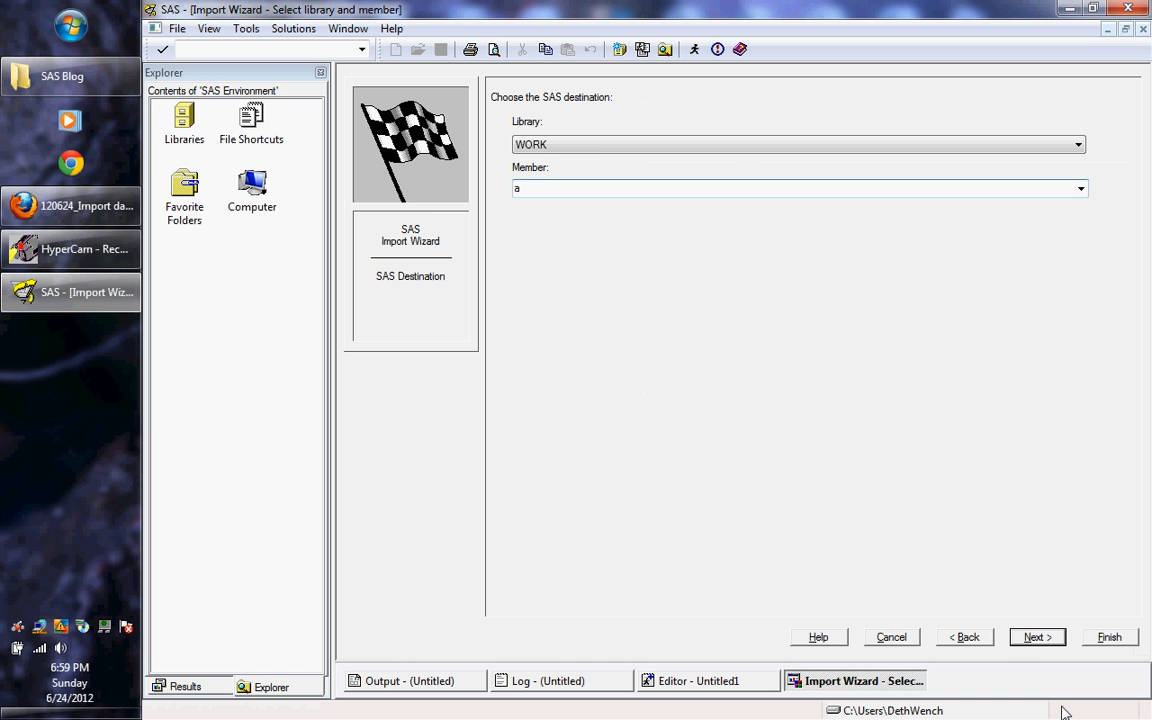 SAS - [Import Wizard - Select library and member]
File View Tools Solutions Window Help
SAS Blog
120624_Import da...
HyperCam - Rec...
SAS - [Import Wiz...
6:59 PM
Sunday
6/24/2012
Explorer
Contents of 'SAS Environment'
Libraries File Shortcuts
Favorite Folders
Computer
Results Explorer
SAS
Import Wizard
SAS Destination
Choose the SAS destination:
Library:
WORK
Member:
a
Help Cancel < Back Next > Finish
Output - (Untitled) Log - (Untitled) Editor - Untitled1 Import Wizard - Selec...
C:\Users\DethWench